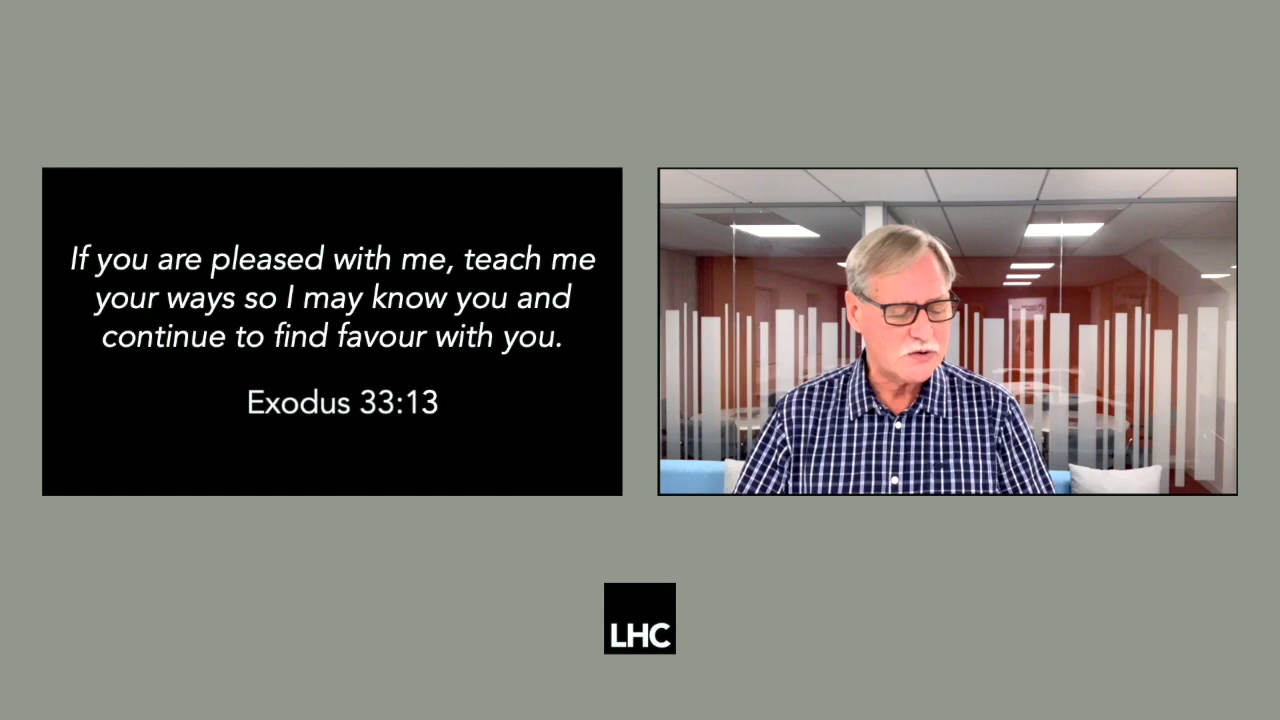 If you are pleased with me, teach me
your ways so I may know you and
continue to find favour with you.
Exodus 33:13
LHC